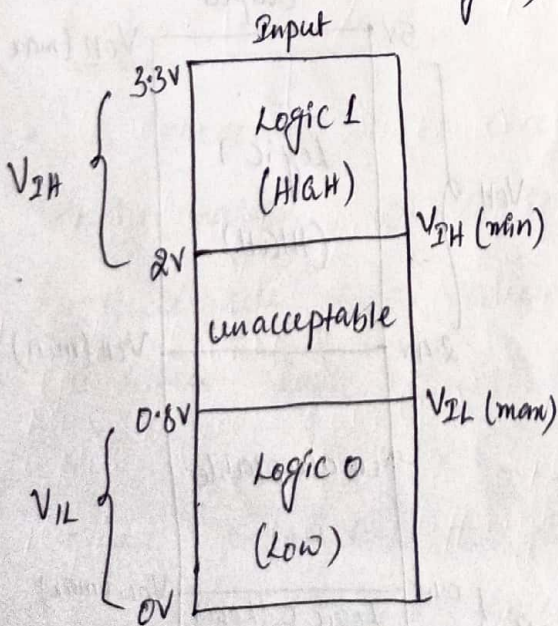 Input
3.3V
Logic 1
(HIGH)
VIH
VIH (min)
2V
unacceptable
0.8V
VIL (max)
Logic 0
VIL
(LOW)
0V